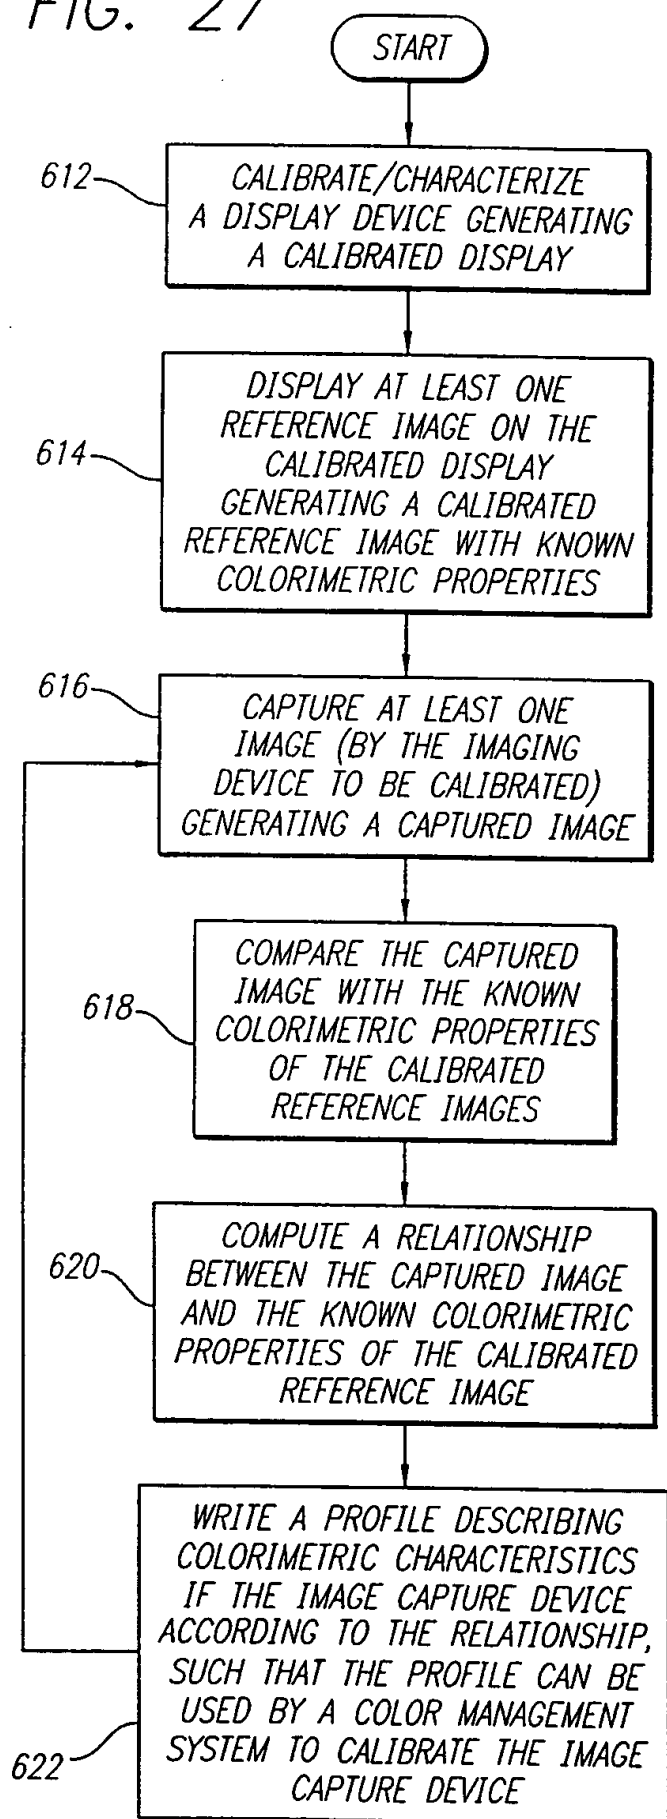 FIG. 27
START
612
CALIBRATE/CHARACTERIZE
A DISPLAY DEVICE GENERATING
A CALIBRATED DISPLAY
614
DISPLAY AT LEAST ONE
REFERENCE IMAGE ON THE
CALIBRATED DISPLAY
GENERATING A CALIBRATED
REFERENCE IMAGE WITH KNOWN
COLORIMETRIC PROPERTIES
616
CAPTURE AT LEAST ONE
IMAGE (BY THE IMAGING
DEVICE TO BE CALIBRATED)
GENERATING A CAPTURED IMAGE
618
COMPARE THE CAPTURED
IMAGE WITH THE KNOWN
COLORIMETRIC PROPERTIES
OF THE CALIBRATED
REFERENCE IMAGES
620
COMPUTE A RELATIONSHIP
BETWEEN THE CAPTURED IMAGE
AND THE KNOWN COLORIMETRIC
PROPERTIES OF THE CALIBRATED
REFERENCE IMAGE
622
WRITE A PROFILE DESCRIBING
COLORIMETRIC CHARACTERISTICS
IF THE IMAGE CAPTURE DEVICE
ACCORDING TO THE RELATIONSHIP,
SUCH THAT THE PROFILE CAN BE
USED BY A COLOR MANAGEMENT
SYSTEM TO CALIBRATE THE IMAGE
CAPTURE DEVICE